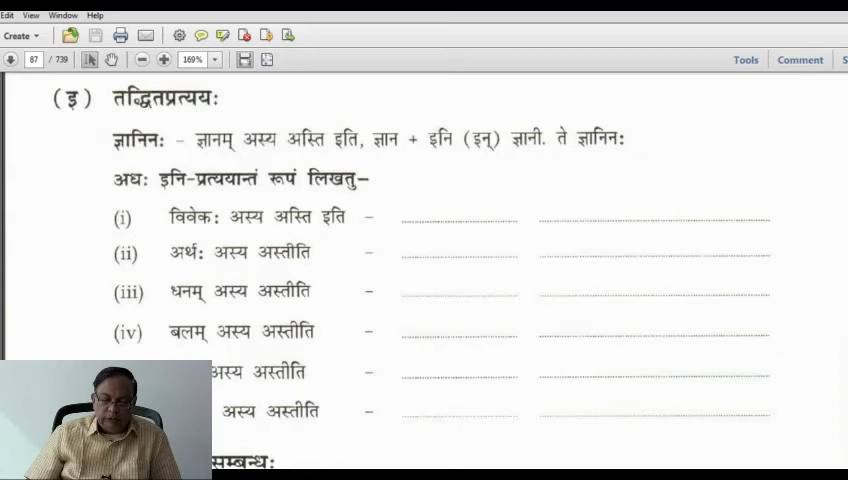 Edit View Window Help
Create
87 / 739 169% Tools Comment S
(इ) तद्धितप्रत्ययः
ज्ञानिनः - ज्ञानम् अस्य अस्ति इति, ज्ञान + इनि (इन्) ज्ञानी. ते ज्ञानिनः
अधः इनि-प्रत्ययान्तं रूपं लिखतु-
(i) विवेकः अस्य अस्ति इति -
(ii) अर्थः अस्य अस्तीति -
(iii) धनम् अस्य अस्तीति -
(iv) बलम् अस्य अस्तीति -
अस्य अस्तीति -
अस्य अस्तीति -
सम्बन्धः